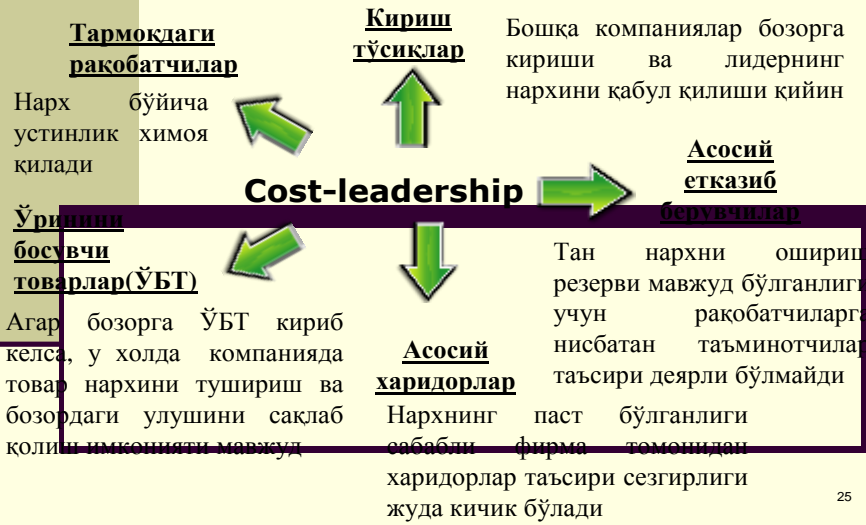 Тармоқдаги
рақобатчилар
Нарх бўйича
устинлик химоя
қилади
Кириш
тўсиқлар
Бошқа компаниялар бозорга
кириши ва лидернинг
нархини қабул қилиши қийин
Cost-leadership
Асосий
етказиб
берувчилар
Тан нархни ошириш
резерви мавжуд бўлганлиги
учун рақобатчиларга
нисбатан таъминотчилар
таъсири деярли бўлмайди
Ўринини
босувчи
товарлар(ЎБТ)
Агар бозорга ЎБТ кириб
келса, у холда компанияда
товар нархини тушириш ва
бозордаги улушини сақлаб
қолиш имконияти мавжуд
Асосий
харидорлар
Нархнинг паст бўлганлиги
сабабли фирма томонидан
харидорлар таъсири сезгирлиги
жуда кичик бўлади
25